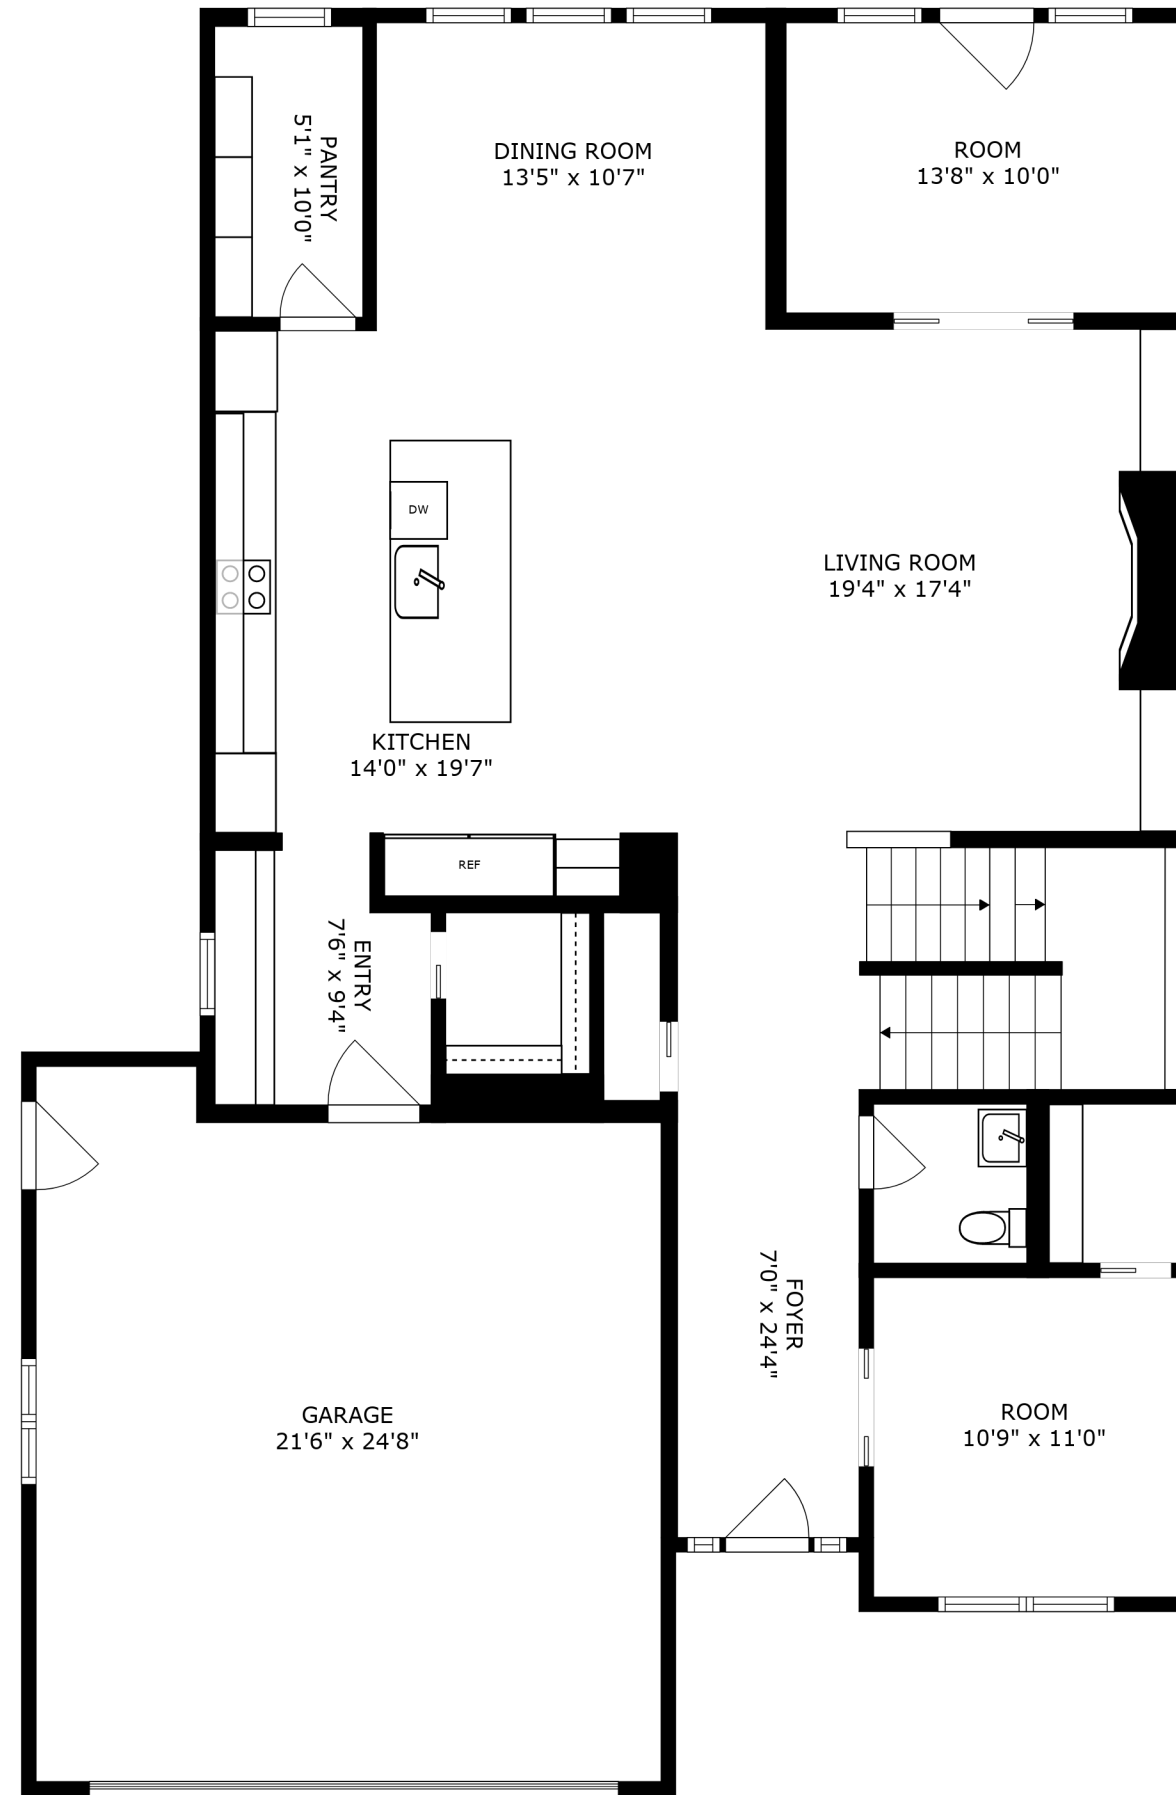 PANTRY
5'1" x 10'0"
DINING ROOM
13'5" x 10'7"
ROOM
13'8" x 10'0"
DW
LIVING ROOM
19'4" x 17'4"
KITCHEN
14'0" x 19'7"
REF
ENTRY
7'6" x 9'4"
FOYER
7'0" x 24'4"
GARAGE
21'6" x 24'8"
ROOM
10'9" x 11'0"